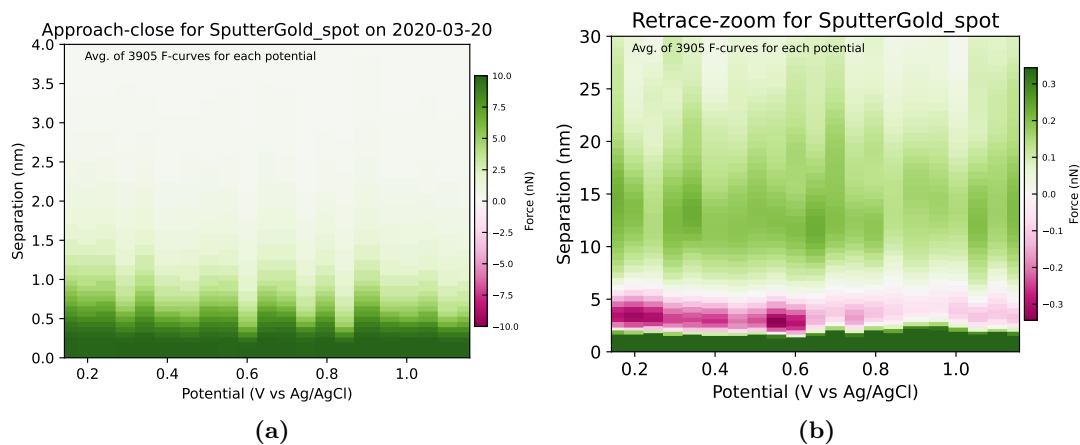 Approach-close for SputterGold_spot on 2020-03-20
Avg. of 3905 F-curves for each potential
4.0
3.5
3.0
2.5
2.0
1.5
1.0
0.5
0.0
Separation (nm)
0.2 0.4 0.6 0.8 1.0
Potential (V vs Ag/AgCl)
10.0
7.5
5.0
2.5
0.0
−2.5
−5.0
−7.5
−10.0
Force (nN)
(a)
Retrace-zoom for SputterGold_spot
Avg. of 3905 F-curves for each potential
30
25
20
15
10
5
0
Separation (nm)
0.2 0.4 0.6 0.8 1.0
Potential (V vs Ag/AgCl)
0.3
0.2
0.1
0.0
−0.1
−0.2
−0.3
Force (nN)
(b)